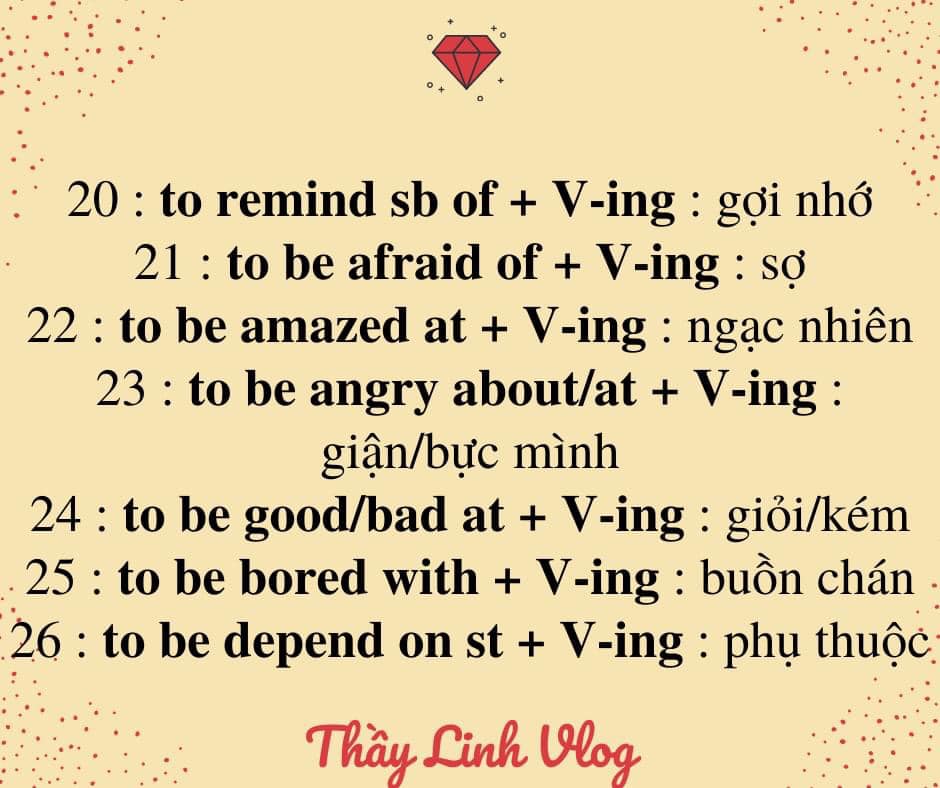 20 : to remind sb of + V-ing : gợi nhớ
21 : to be afraid of + V-ing : sợ
22 : to be amazed at + V-ing : ngạc nhiên
23 : to be angry about/at + V-ing :
giận/bực mình
24 : to be good/bad at + V-ing : giỏi/kém
25 : to be bored with + V-ing : buồn chán
26 : to be depend on st + V-ing : phụ thuộc
Thầy Linh Vlog